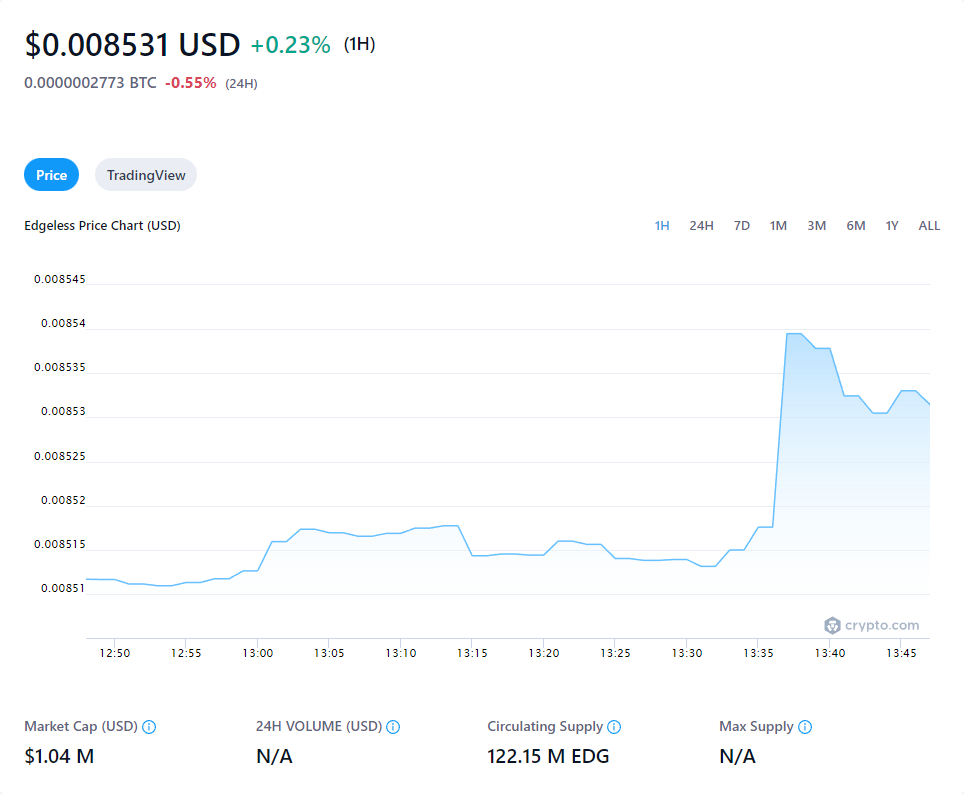 $0.008531 USD +0.23% (1H)
0.0000002773 BTC -0.55% (24H)
Price TradingView
Edgeless Price Chart (USD) 1H 24H 7D 1M 3M 6M 1Y ALL
0.008545
0.00854
0.008535
0.00853
0.008525
0.00852
0.008515
0.00851
crypto.com
12:50 12:55 13:00 13:05 13:10 13:15 13:20 13:25 13:30 13:35 13:40 13:45
Market Cap (USD) 24H VOLUME (USD) Circulating Supply Max Supply
$1.04 M N/A 122.15 M EDG N/A